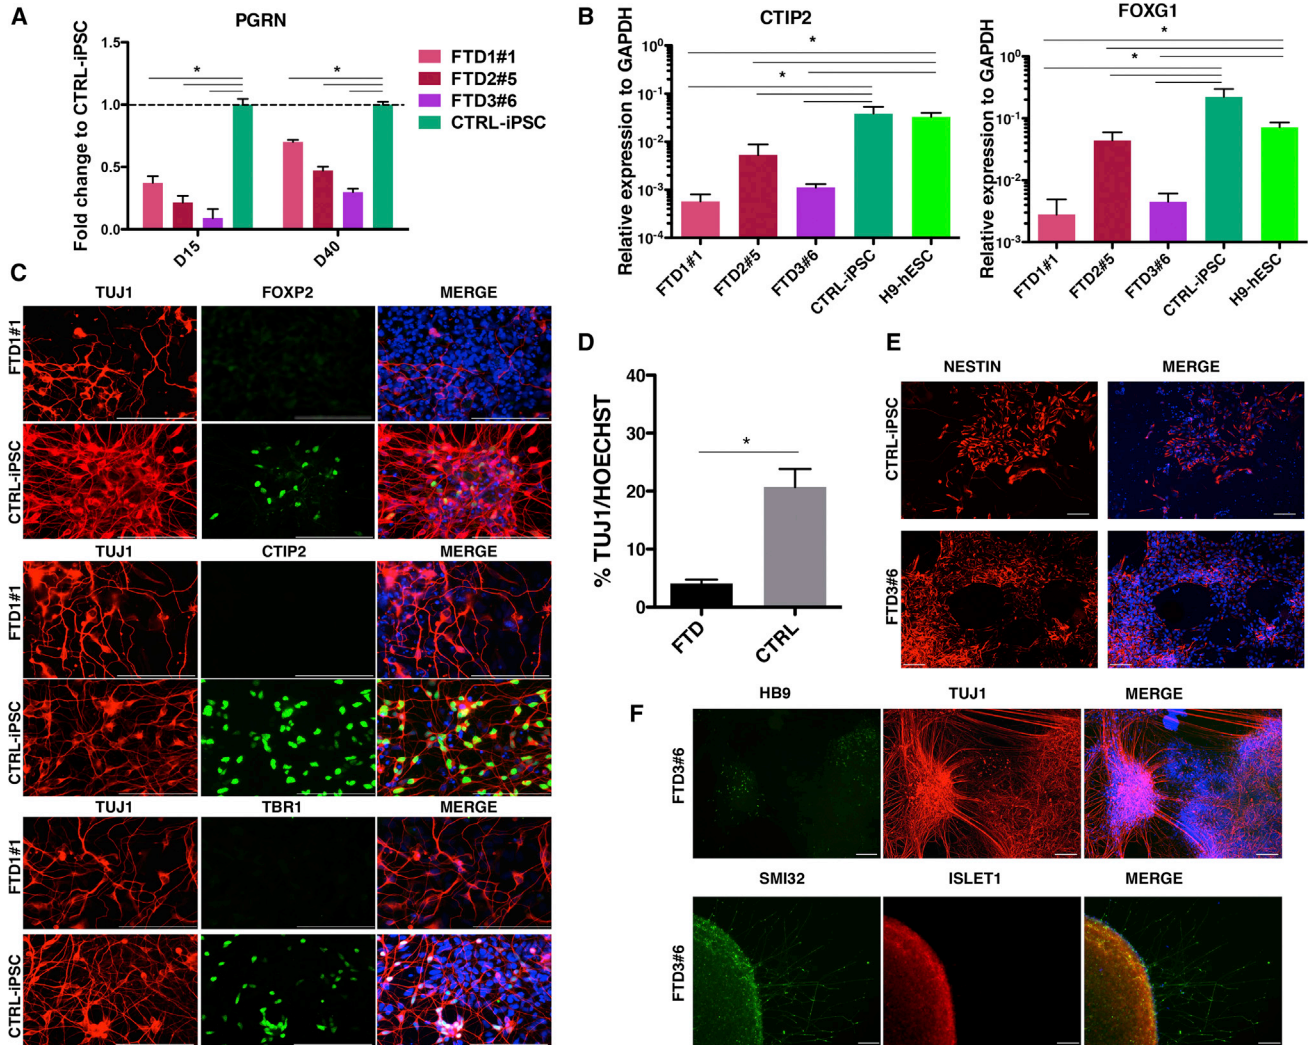 A
PGRN
Fold change to CTRL-iPSC
1.5
1.0
0.5
0.0
*
*
D15
D40
FTD1#1
FTD2#5
FTD3#6
CTRL-iPSC
B
CTIP2
Relative expression to GAPDH
10⁰
10⁻¹
10⁻²
10⁻³
10⁻⁴
*
*
FTD1#1
FTD2#5
FTD3#6
CTRL-iPSC
H9-hESC
FOXG1
Relative expression to GAPDH
10⁰
10⁻¹
10⁻²
10⁻³
*
*
FTD1#1
FTD2#5
FTD3#6
CTRL-iPSC
H9-hESC
C
TUJ1 FOXP2 MERGE
FTD1#1
CTRL-iPSC
TUJ1 CTIP2 MERGE
FTD1#1
CTRL-iPSC
TUJ1 TBR1 MERGE
FTD1#1
CTRL-iPSC
D
% TUJ1/HOECHST
40
30
20
10
0
*
FTD
CTRL
E
NESTIN MERGE
CTRL-iPSC
FTD3#6
F
HB9 TUJ1 MERGE
FTD3#6
SMI32 ISLET1 MERGE
FTD3#6